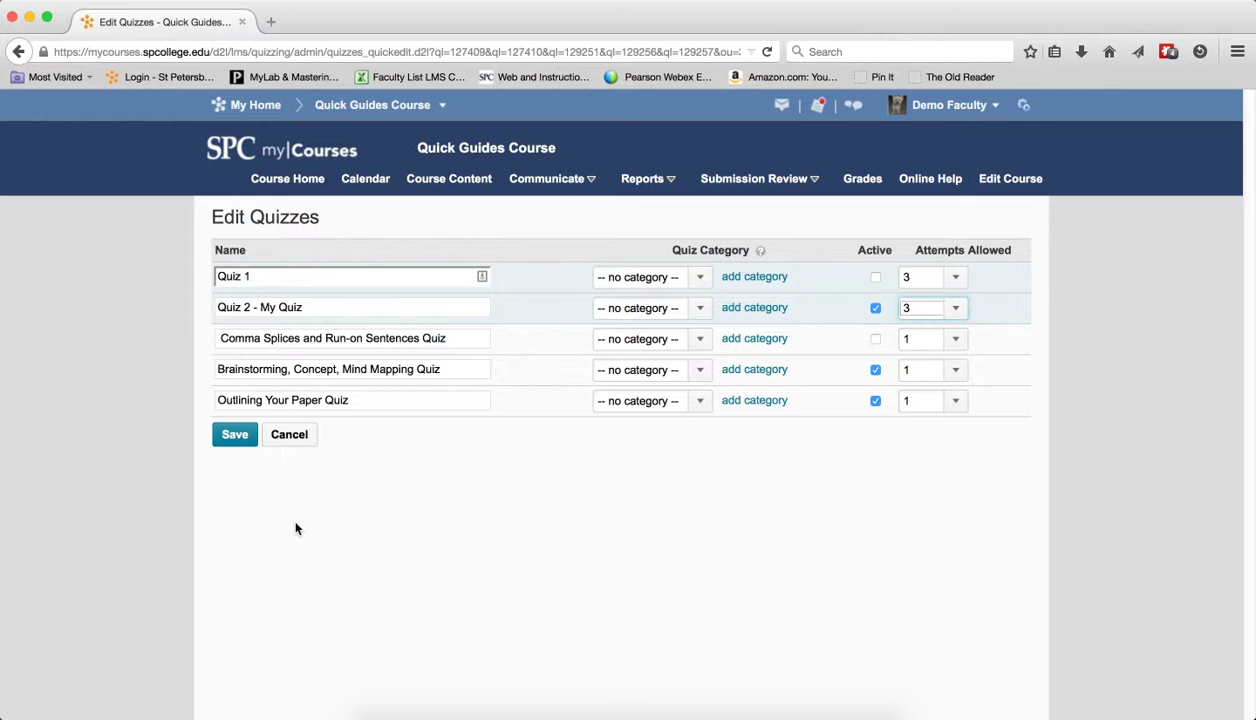 Edit Quizzes - Quick Guides...
https://mycourses.spcollege.edu/d2l/lms/quizzing/admin/quizzes_quickedit.d2l?ql=127409&ql=127410&ql=129251&ql=129256&ql=129257&ou=: Search
Most Visited Login - St Petersb... MyLab & Masterin... Faculty List LMS C... SPC Web and Instructio... Pearson Webex E... Amazon.com: You... Pin It The Old Reader
My Home Quick Guides Course Demo Faculty
SPC my|Courses Quick Guides Course
Course Home Calendar Course Content Communicate Reports Submission Review Grades Online Help Edit Course
Edit Quizzes
Name Quiz Category ? Active Attempts Allowed
Quiz 1 -- no category -- add category 3
Quiz 2 - My Quiz -- no category -- add category 3
Comma Splices and Run-on Sentences Quiz -- no category -- add category 1
Brainstorming, Concept, Mind Mapping Quiz -- no category -- add category 1
Outlining Your Paper Quiz -- no category -- add category 1
Save Cancel